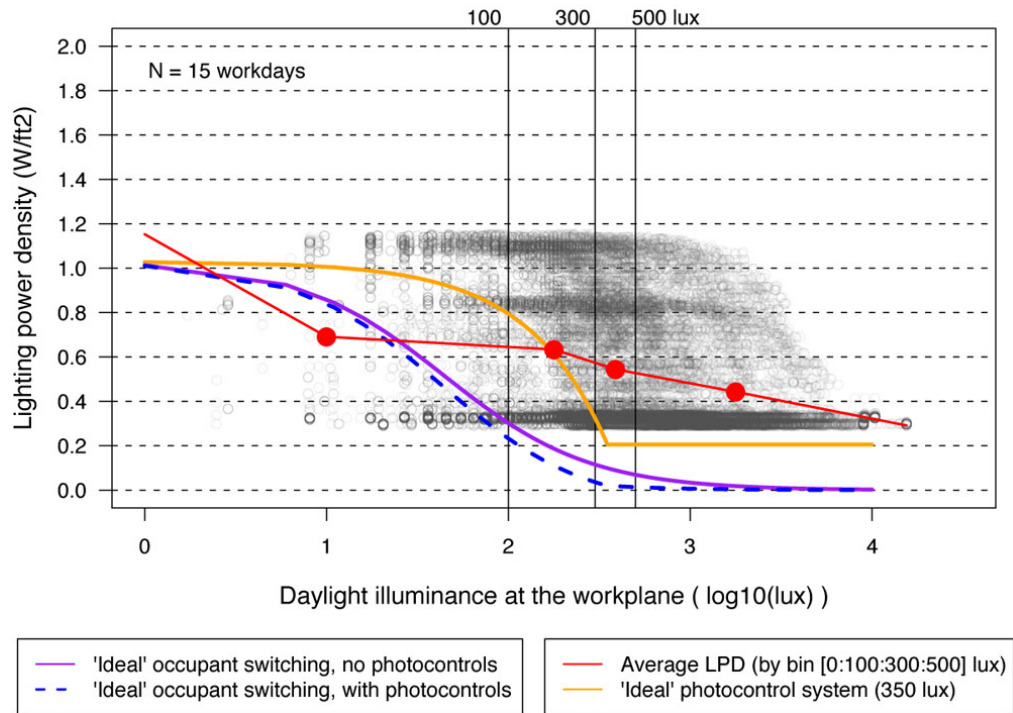 100 300 500 lux
N = 15 workdays
2.0
1.8
1.6
1.4
1.2
1.0
0.8
0.6
0.4
0.2
0.0
Lighting power density (W/ft2)
0 1 2 3 4
Daylight illuminance at the workplane ( log10(lux) )
'Ideal' occupant switching, no photocontrols
'Ideal' occupant switching, with photocontrols
Average LPD (by bin [0:100:300:500] lux)
'Ideal' photocontrol system (350 lux)